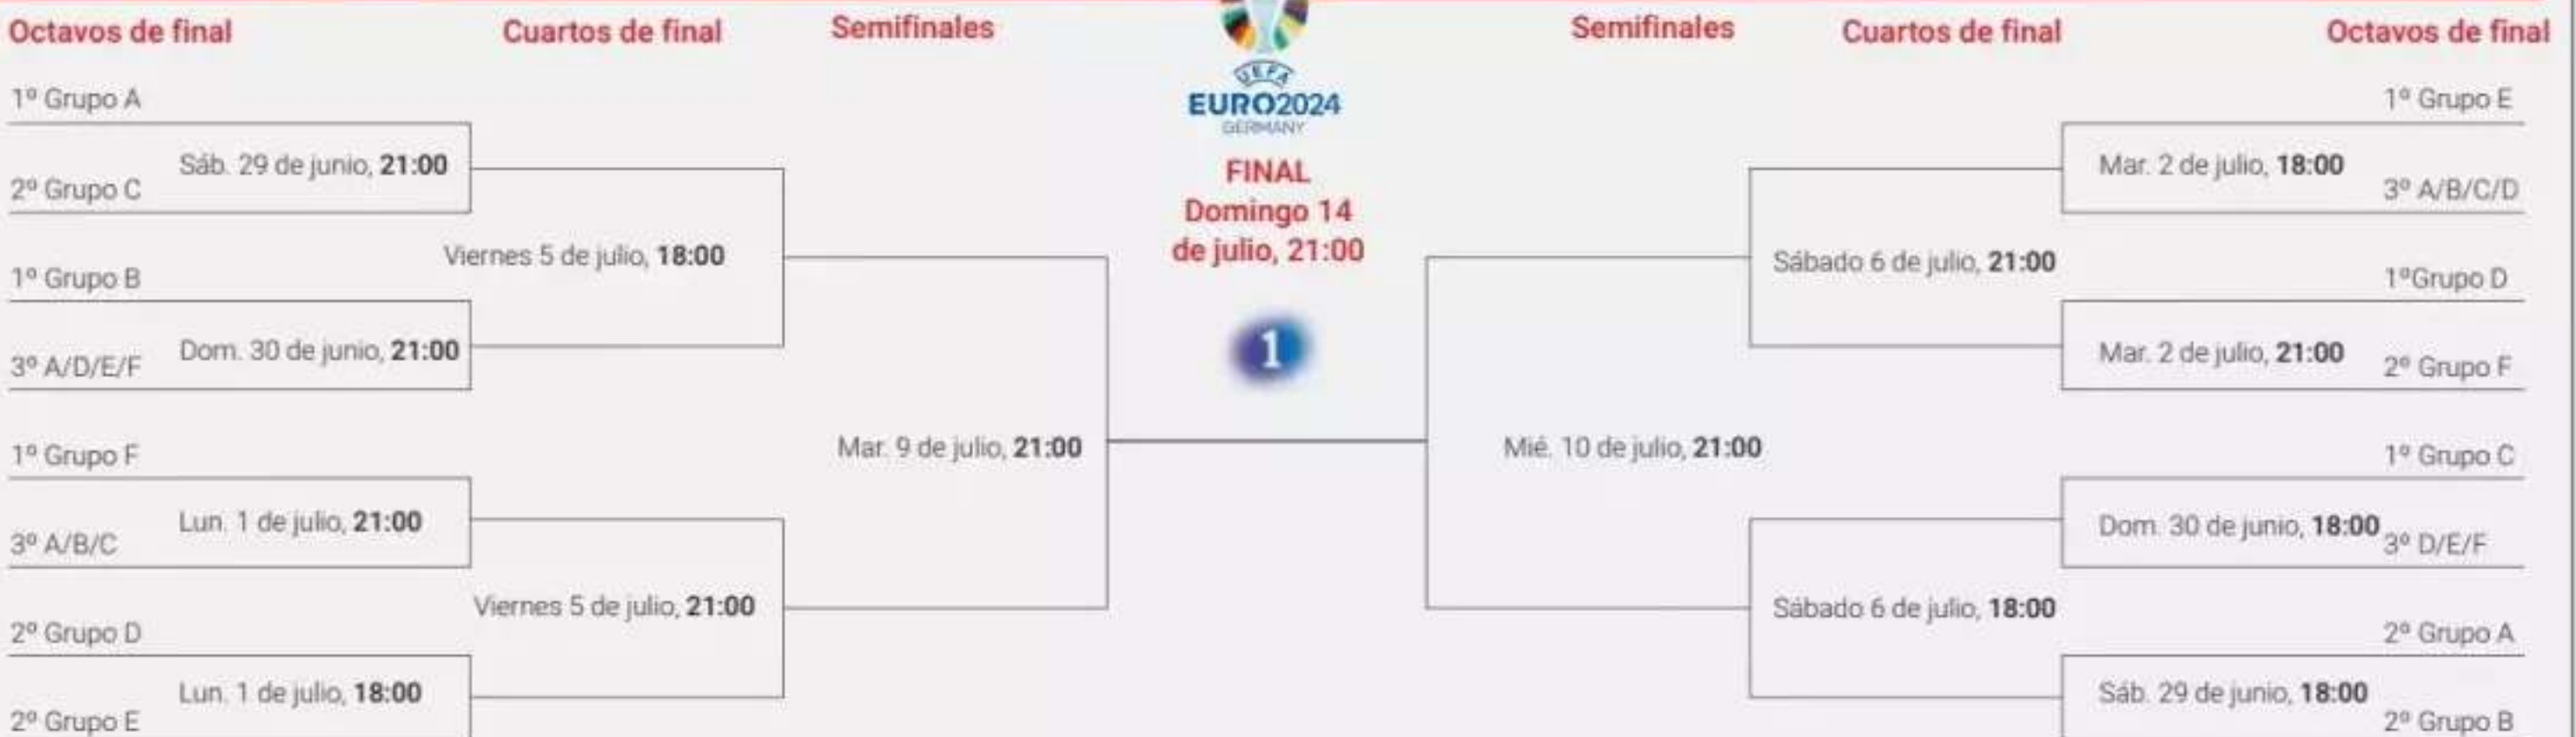 Octavos de final
Cuartos de final
Semifinales
Semifinales
Cuartos de final
Octavos de final
UEFA
EURO2024
GERMANY
FINAL
Domingo 14
de julio, 21:00
1
1º Grupo A
Sáb. 29 de junio, 21:00
2º Grupo C
Viernes 5 de julio, 18:00
1º Grupo B
Dom. 30 de junio, 21:00
3º A/D/E/F
Mar. 9 de julio, 21:00
1º Grupo F
Lun. 1 de julio, 21:00
3º A/B/C
Viernes 5 de julio, 21:00
2º Grupo D
Lun. 1 de julio, 18:00
2º Grupo E
1º Grupo E
Mar. 2 de julio, 18:00
3º A/B/C/D
Sábado 6 de julio, 21:00
1ºGrupo D
Mar. 2 de julio, 21:00
2º Grupo F
Mié. 10 de julio, 21:00
1º Grupo C
Dom. 30 de junio, 18:00
3º D/E/F
Sábado 6 de julio, 18:00
2º Grupo A
Sáb. 29 de junio, 18:00
2º Grupo B